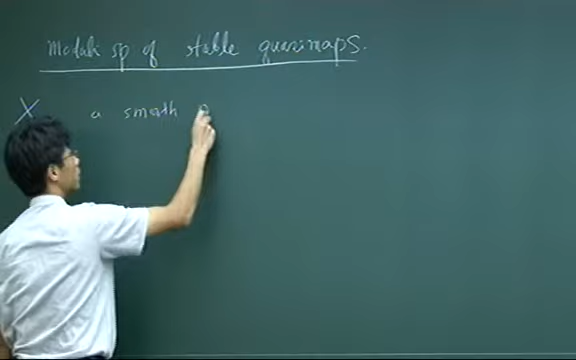 Moduli sp of stable quasimaps.
X a smooth